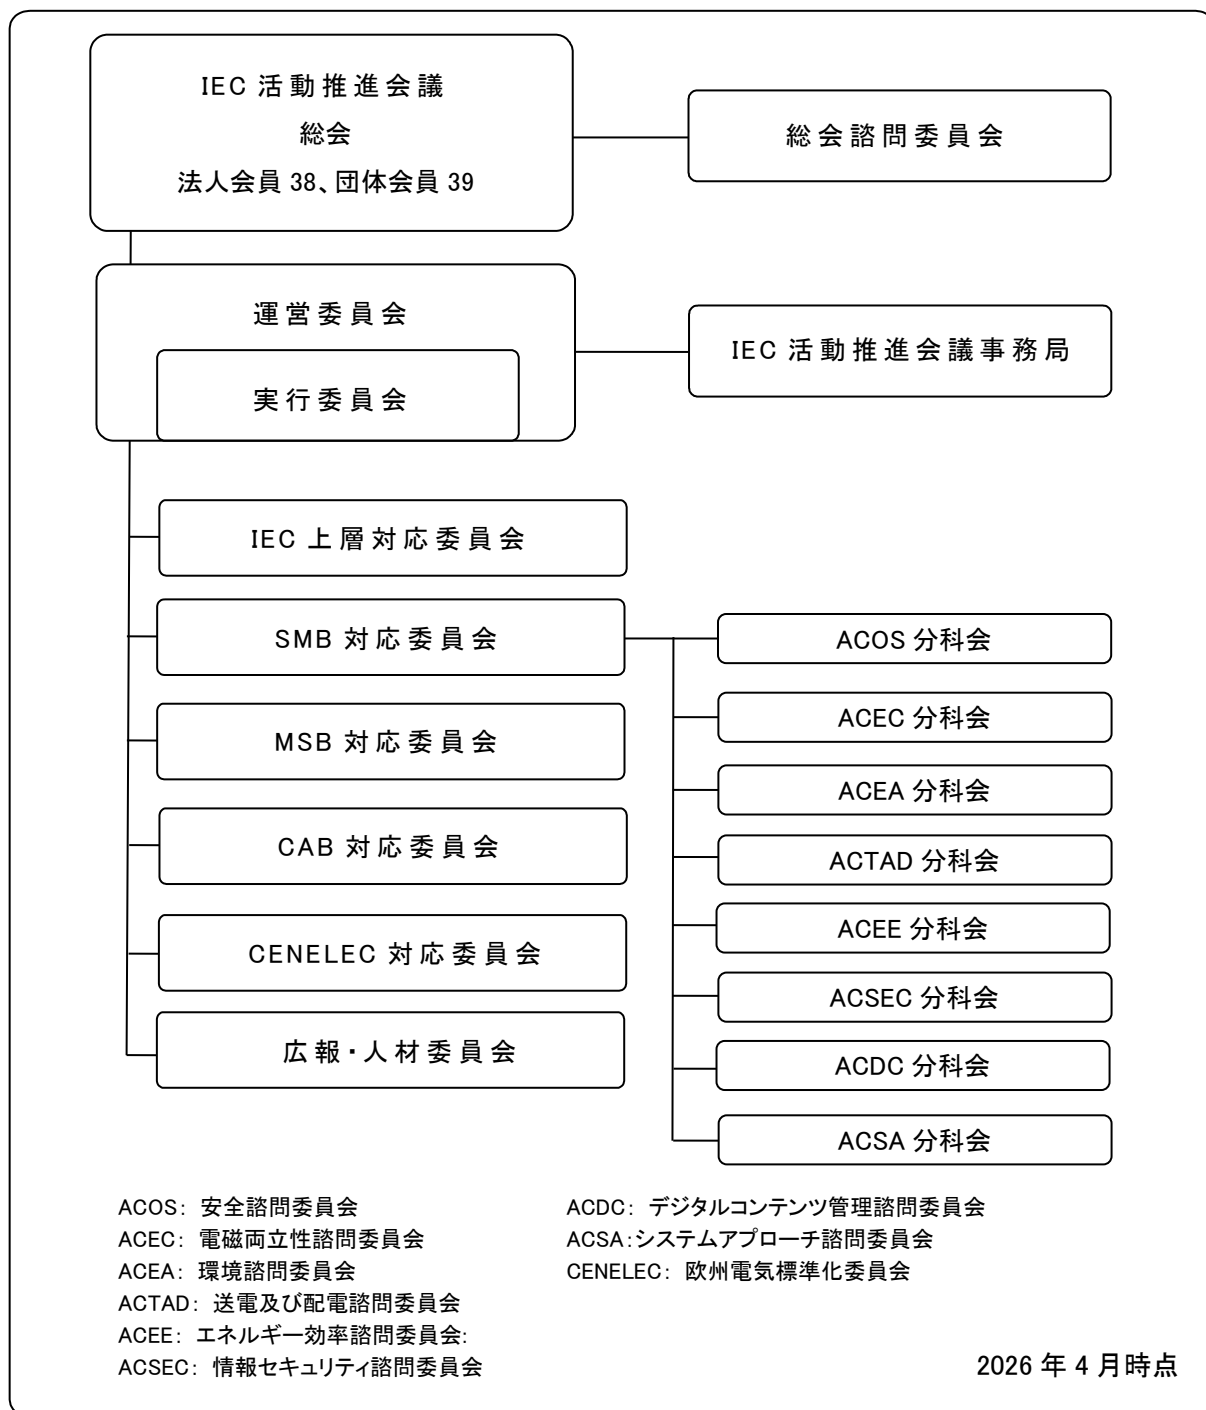 IEC 活動推進会議
総会
法人会員 38、団体会員 39
総会諮問委員会
運営委員会
実行委員会
IEC 活動推進会議事務局
IEC 上層対応委員会
SMB 対応委員会
MSB 対応委員会
CAB 対応委員会
CENELEC 対応委員会
広報・人材委員会
ACOS 分科会
ACEC 分科会
ACEA 分科会
ACTAD 分科会
ACEE 分科会
ACSEC 分科会
ACDC 分科会
ACSA 分科会
ACOS： 安全諮問委員会
ACEC： 電磁両立性諮問委員会
ACEA： 環境諮問委員会
ACTAD： 送電及び配電諮問委員会
ACEE： エネルギー効率諮問委員会:
ACSEC： 情報セキュリティ諮問委員会
ACDC： デジタルコンテンツ管理諮問委員会
ACSA：システムアプローチ諮問委員会
CENELEC： 欧州電気標準化委員会
2026 年 4 月時点